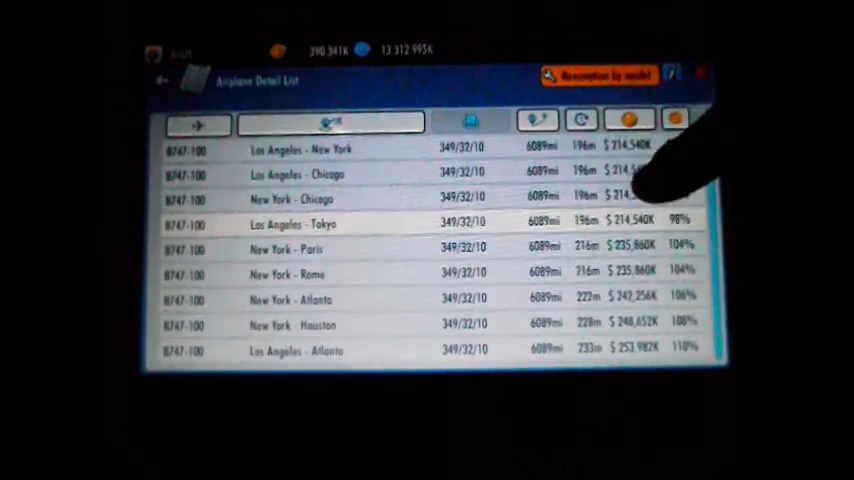 390.341K 13 312 995K
Airplane Detail List Renovation by model
B747-100 Los Angeles - New York 349/32/10 6089mi 196m $ 214,540K
B747-100 Los Angeles - Chicago 349/32/10 6089mi 196m
B747-100 New York - Chicago 349/32/10 6089mi 196m
B747-100 Los Angeles - Tokyo 349/32/10 6089mi 196m $ 214,540K 98%
B747-100 New York - Paris 349/32/10 6089mi 216m $ 235,860K 104%
B747-100 New York - Rome 349/32/10 6089mi 216m $ 235,860K 104%
B747-100 New York - Atlanta 349/32/10 6089mi 222m $ 242,256K 106%
B747-100 New York - Houston 349/32/10 6089mi 228m $ 248,652K 108%
B747-100 Los Angeles - Atlanta 349/32/10 6089mi 233m $ 253,982K 110%